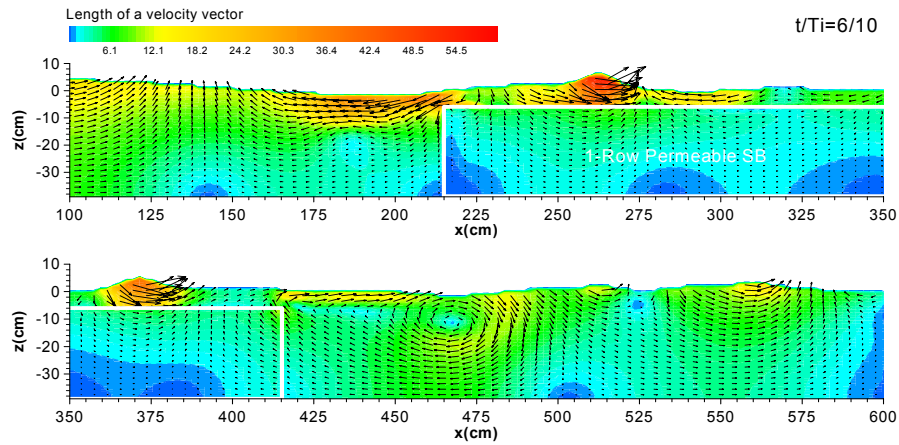 Length of a velocity vector
t/Ti=6/10
6.1 12.1 18.2 24.2 30.3 36.4 42.4 48.5 54.5
10
0
-10
-20
-30
z(cm)
1-Row Permeable SB
100 125 150 175 200 225 250 275 300 325 350
x(cm)
10
0
-10
-20
-30
z(cm)
350 375 400 425 450 475 500 525 550 575 600
x(cm)